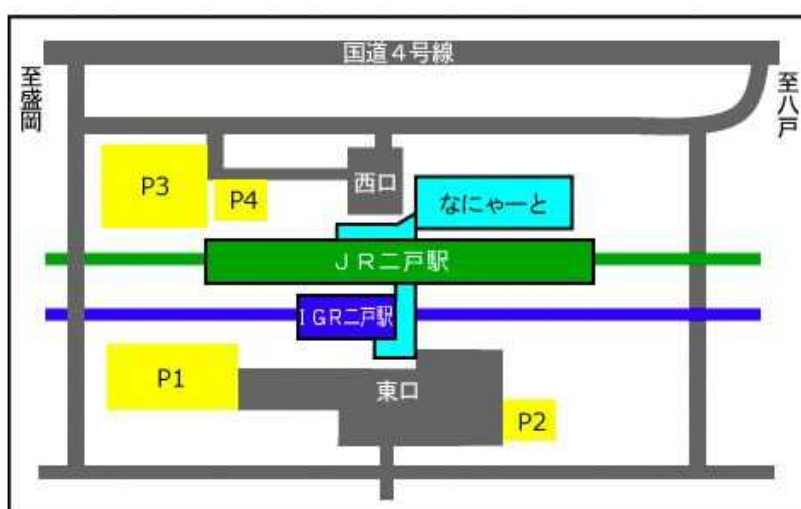 国道4号線
至盛岡
至八戸
P3
P4
西口
なにゃーと
JR二戸駅
IGR二戸駅
P1
東口
P2